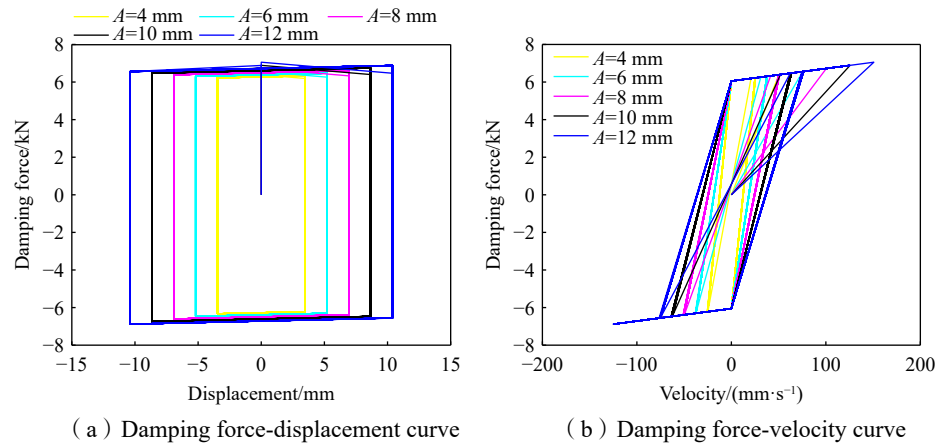 A=4 mm A=6 mm A=8 mm
A=10 mm A=12 mm
8
6
4
2
0
−2
−4
−6
−8
Damping force/kN
−15 −10 −5 0 5 10 15
Displacement/mm
(a) Damping force-displacement curve
8
6
4
2
0
−2
−4
−6
−8
Damping force/kN
A=4 mm
A=6 mm
A=8 mm
A=10 mm
A=12 mm
−200 −100 0 100 200
Velocity/(mm·s⁻¹)
(b) Damping force-velocity curve